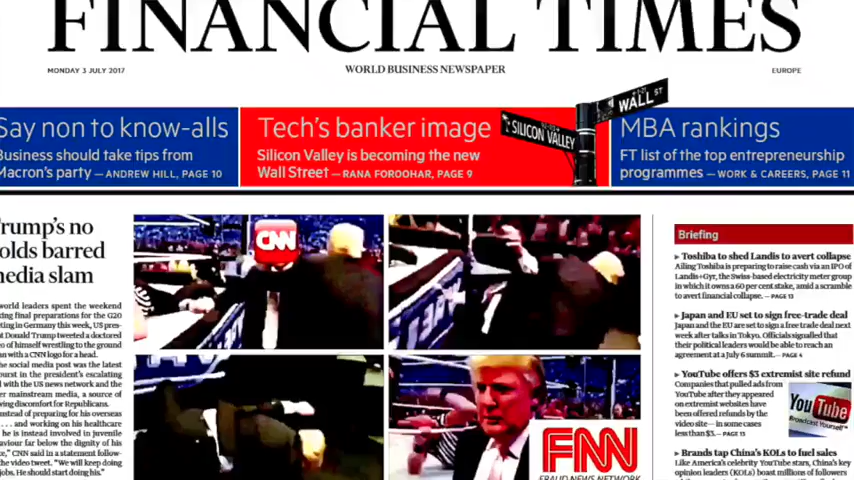 FINANCIAL TIMES
MONDAY 3 JULY 2017
WORLD BUSINESS NEWSPAPER
EUROPE
Say non to know-alls
Business should take tips from
Macron's party — ANDREW HILL, PAGE 10
Tech's banker image
Silicon Valley is becoming the new
Wall Street — RANA FOROOHAR, PAGE 9
SILICON VALLEY
WALL ST
MBA rankings
FT list of the top entrepreneurship
programmes — WORK & CAREERS, PAGE 11
rump's no
olds barred
nedia slam
world leaders spent the weekend
king final preparations for the G20
ting in Germany this week, US pres-
t Donald Trump tweeted a doctored
o of himself wrestling to the ground
n with a CNN logo for a head.
he social media post was the latest
urst in the president's escalating
l with the US news network and the
er mainstream media, a source of
ving discomfort for Republicans.
nstead of preparing for his overseas
. . . and working on his healthcare
he is instead involved in juvenile
aviour far below the dignity of his
e," CNN said in a statement follow-
the video tweet. "We will keep doing
jobs. He should start doing his."
CNN
FNN
FRAUD NEWS NETWORK
Briefing
Toshiba to shed Landis to avert collapse
Ailing Toshiba is preparing to raise cash via an IPO of
Landis+Gyr, the Swiss-based electricity meter group
in which it owns a 60 per cent stake, amid a scramble
to avert financial collapse. — PAGE 13
Japan and EU set to sign free-trade deal
Japan and the EU are set to sign a free trade deal next
week after talks in Tokyo. Officials signalled that
their political leaders would be able to reach an
agreement at a July 6 summit. — PAGE 4
YouTube offers $3 extremist site refund
Companies that pulled ads from
YouTube after they appeared
on extremist websites have
been offered refunds by the
video site — in some cases
less than $3. — PAGE 13
YouTube
Broadcast Yourself
Brands tap China's KOLs to fuel sales
Like America's celebrity YouTube stars, China's key
opinion leaders (KOLs) boast millions of followers